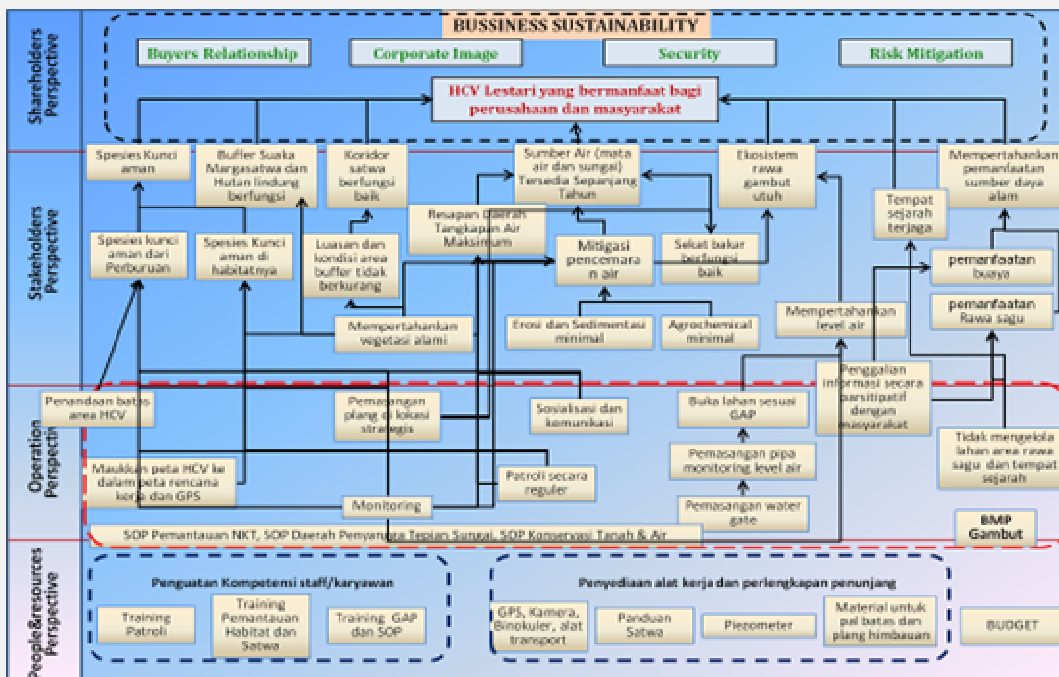 BUSSINESS SUSTAINABILITY
Shareholders
Perspective
Buyers Relationship
Corporate Image
Security
Risk Mitigation
HCV Lestari yang bermanfaat bagi
perusahaan dan masyarakat
Stakeholders
Perspective
Spesies Kunci
aman
Buffer Suaka
Margasatwa dan
Hutan lindung
berfungsi
Koridor
satwa
berfungsi
baik
Sumber Air (mata
air dan sungai)
Tersedia Sepanjang
Tahun
Ekosistem
rawa
gambut
utuh
Mempertahankan
pemanfaatan
sumber daya
alam
Tempat
sejarah
terjaga
Resapan Daerah
Tangkapan Air
Maksimum
Spesies kunci
aman dari
Perburuan
Spesies Kunci
aman di
habitatnya
Luasan dan
kondisi area
buffer tidak
berkurang
Mitigasi
pencemara
n air
Sekat bakar
berfungsi
baik
pemanfaatan
buaya
pemanfaatan
Rawa sagu
Mempertahankan
vegetasi alami
Erosi dan Sedimentasi
minimal
Agrochemical
minimal
Mempertahankan
level air
Operation
Perspective
Penandaan batas
area HCV
Pemasangan
plang di lokasi
strategis
Sosialisasi dan
komunikasi
Buka lahan sesuai
GAP
Penggalian
informasi secara
parsitipatif
dengan
masyarakat
Tidak mengelola
lahan area rawa
sagu dan tempat
sejarah
Masukkan peta HCV ke
dalam peta rencana
kerja dan GPS
Patroli secara
reguler
Pemasangan pipa
monitoring level air
Monitoring
Pemasangan water
gate
SOP Pemantauan NKT, SOP Daerah Penyangga Tepian Sungai, SOP Konservasi Tanah & Air
BMP
Gambut
People&resources
Perspective
Penguatan Kompetensi staff/karyawan
Training
Patroli
Training
Pemantauan
Habitat dan
Satwa
Training GAP
dan SOP
Penyediaan alat kerja dan perlengkapan penunjang
GPS, Kamera,
Binokuler, alat
transport
Panduan
Satwa
Piezometer
Material untuk
pal batas dan
plang himbauan
BUDGET